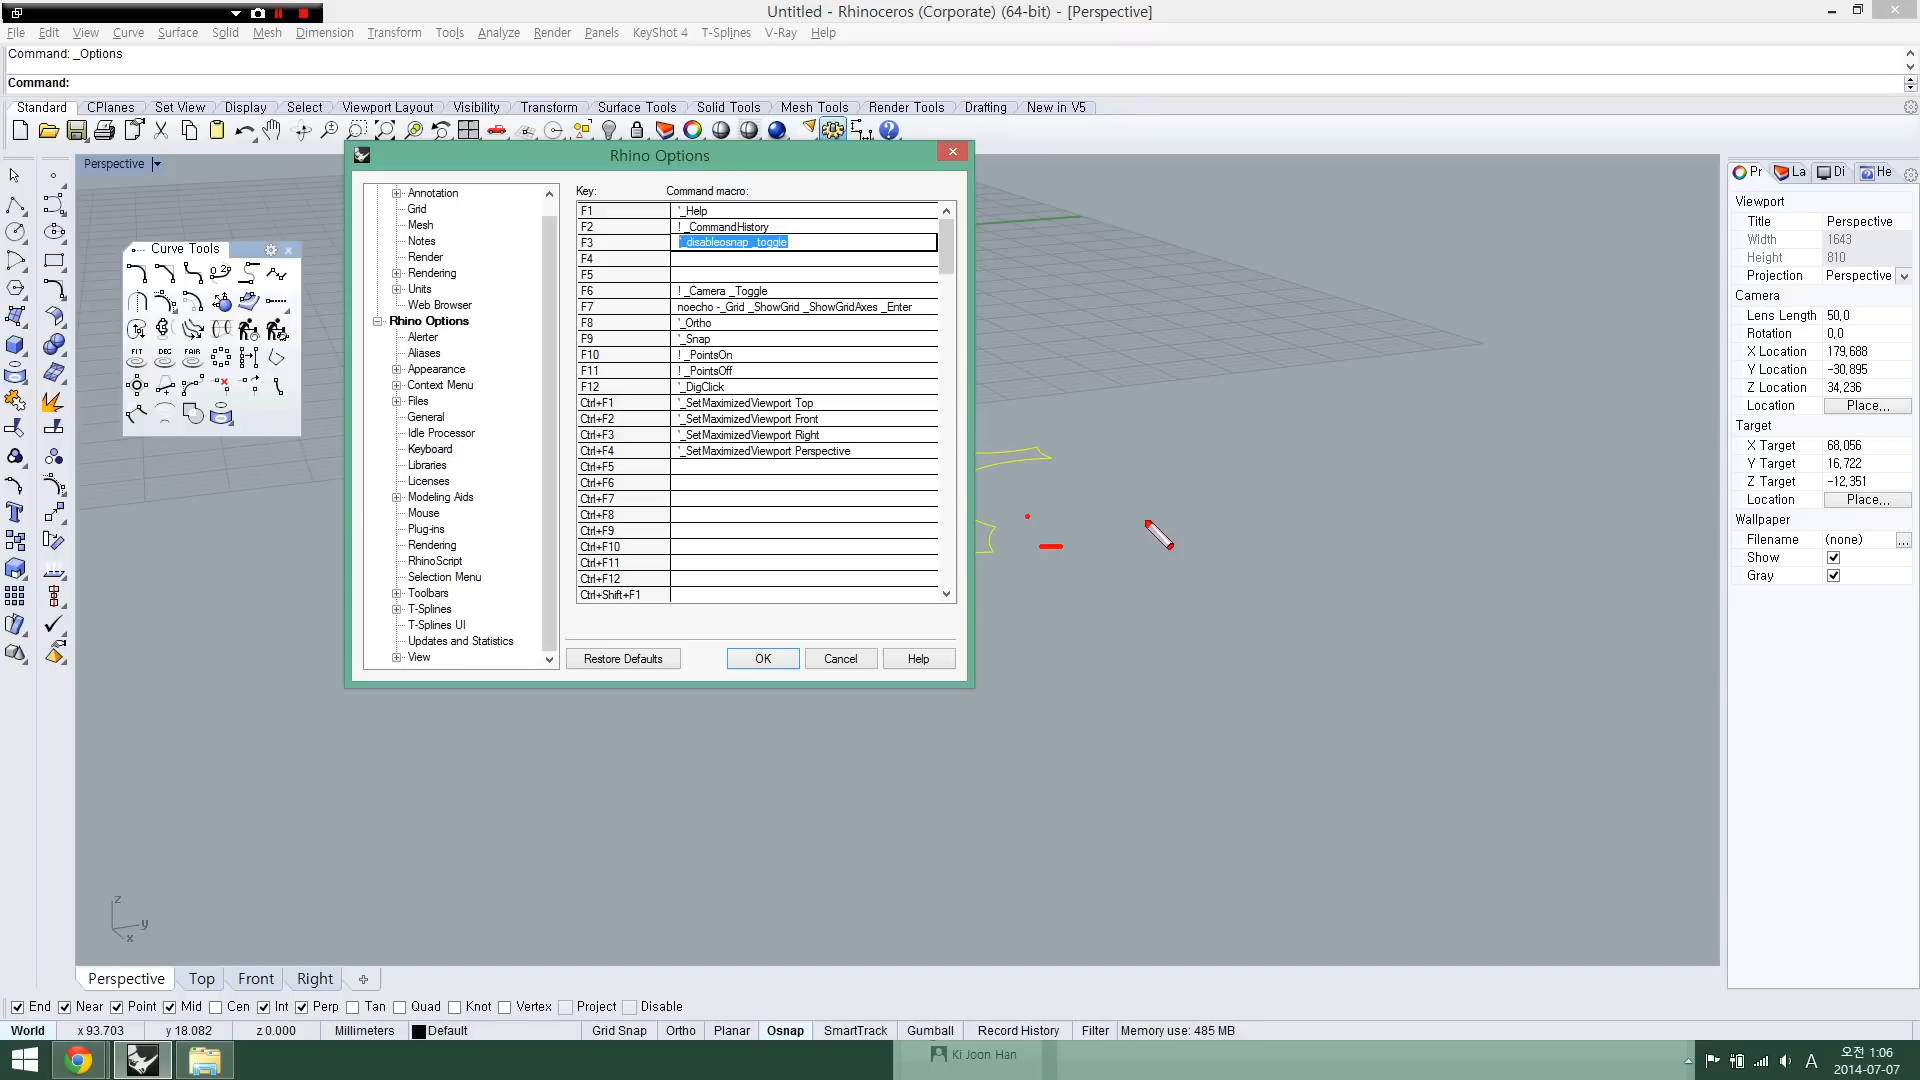 Untitled - Rhinoceros (Corporate) (64-bit) - [Perspective]
File Edit View Curve Surface Solid Mesh Dimension Transform Tools Analyze Render Panels KeyShot 4 T-Splines V-Ray Help
Command: _Options
Command:
Standard CPlanes Set View Display Select Viewport Layout Visibility Transform Surface Tools Solid Tools Mesh Tools Render Tools Drafting New in V5
Perspective
Curve Tools
FIT DEG FAIR
Rhino Options
Annotation
Grid
Mesh
Notes
Render
Rendering
Units
Web Browser
Rhino Options
Alerter
Aliases
Appearance
Context Menu
Files
General
Idle Processor
Keyboard
Libraries
Licenses
Modeling Aids
Mouse
Plug-ins
Rendering
RhinoScript
Selection Menu
Toolbars
T-Splines
T-Splines UI
Updates and Statistics
View
Key: Command macro:
F1 '_Help
F2 ! _CommandHistory
F3 '_disableosnap _toggle
F4
F5
F6 ! _Camera _Toggle
F7 noecho -_Grid _ShowGrid _ShowGridAxes _Enter
F8 '_Ortho
F9 '_Snap
F10 ! _PointsOn
F11 ! _PointsOff
F12 '_DigClick
Ctrl+F1 '_SetMaximizedViewport Top
Ctrl+F2 '_SetMaximizedViewport Front
Ctrl+F3 '_SetMaximizedViewport Right
Ctrl+F4 '_SetMaximizedViewport Perspective
Ctrl+F5
Ctrl+F6
Ctrl+F7
Ctrl+F8
Ctrl+F9
Ctrl+F10
Ctrl+F11
Ctrl+F12
Ctrl+Shift+F1
Restore Defaults OK Cancel Help
Pr La Di He
Viewport
Title Perspective
Width 1643
Height 810
Projection Perspective
Camera
Lens Length 50,0
Rotation 0,0
X Location 179,688
Y Location -30,895
Z Location 34,236
Location Place...
Target
X Target 68,056
Y Target 16,722
Z Target -12,351
Location Place...
Wallpaper
Filename (none) ...
Show
Gray
z
y
x
Perspective Top Front Right
End Near Point Mid Cen Int Perp Tan Quad Knot Vertex Project Disable
World x 93.703 y 18.082 z 0.000 Millimeters Default Grid Snap Ortho Planar Osnap SmartTrack Gumball Record History Filter Memory use: 485 MB
Ki Joon Han
A
오전 1:06
2014-07-07